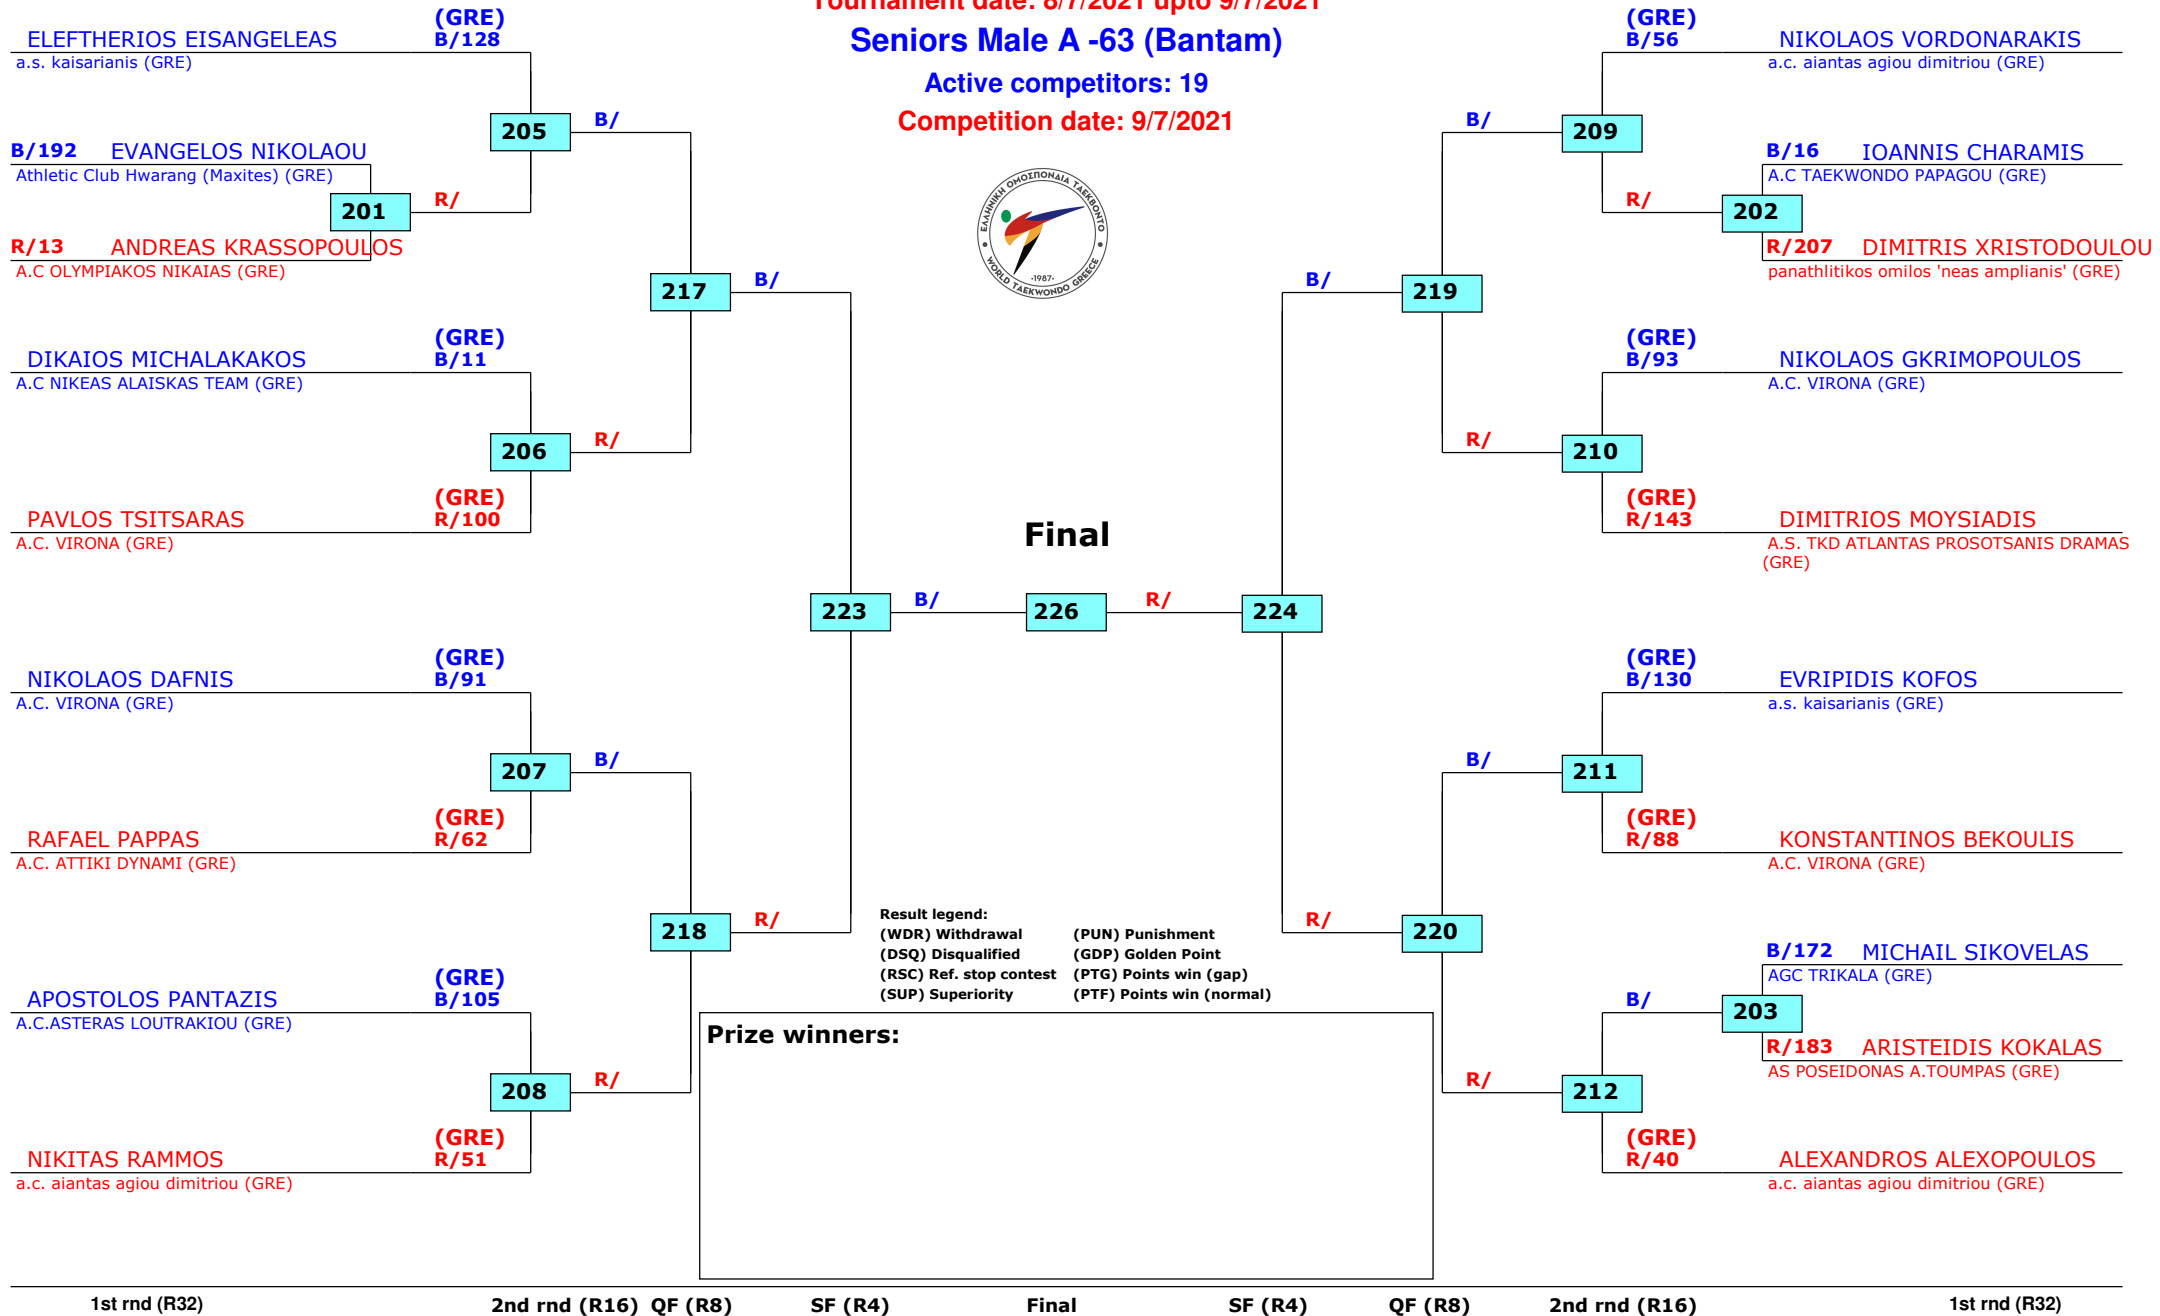 Tournament date: 8/7/2021 upto 9/7/2021
Seniors Male A -63 (Bantam)
Active competitors: 19
Competition date: 9/7/2021
ΕΛΛΗΝΙΚΗ ΟΜΟΣΠΟΝΔΙΑ ΤΑΕΚΒΟΝΤΟ
·1987·
WORLD TAEKWONDO GREECE
(GRE)
ELEFTHERIOS EISANGELEAS B/128
a.s. kaisarianis (GRE)
205 B/
B/192 EVANGELOS NIKOLAOU
Athletic Club Hwarang (Maxites) (GRE)
201 R/
R/13 ANDREAS KRASSOPOULOS
A.C OLYMPIAKOS NIKAIAS (GRE)
217 B/
(GRE)
DIKAIOS MICHALAKAKOS B/11
A.C NIKEAS ALAISKAS TEAM (GRE)
206 R/
(GRE)
PAVLOS TSITSARAS R/100
A.C. VIRONA (GRE)
223 B/
(GRE)
NIKOLAOS DAFNIS B/91
A.C. VIRONA (GRE)
207 B/
(GRE)
RAFAEL PAPPAS R/62
A.C. ATTIKI DYNAMI (GRE)
218 R/
(GRE)
APOSTOLOS PANTAZIS B/105
A.C.ASTERAS LOUTRAKIOU (GRE)
208 R/
(GRE)
NIKITAS RAMMOS R/51
a.c. aiantas agiou dimitriou (GRE)
Final
226
(GRE)
B/56 NIKOLAOS VORDONARAKIS
a.c. aiantas agiou dimitriou (GRE)
B/ 209
B/16 IOANNIS CHARAMIS
A.C TAEKWONDO PAPAGOU (GRE)
R/ 202
R/207 DIMITRIS XRISTODOULOU
panathlitikos omilos 'neas amplianis' (GRE)
B/ 219
(GRE)
B/93 NIKOLAOS GKRIMOPOULOS
A.C. VIRONA (GRE)
R/ 210
(GRE)
R/143 DIMITRIOS MOYSIADIS
A.S. TKD ATLANTAS PROSOTSANIS DRAMAS
(GRE)
R/ 224
(GRE)
B/130 EVRIPIDIS KOFOS
a.s. kaisarianis (GRE)
B/ 211
(GRE)
R/88 KONSTANTINOS BEKOULIS
A.C. VIRONA (GRE)
R/ 220
B/172 MICHAIL SIKOVELAS
AGC TRIKALA (GRE)
B/ 203
R/183 ARISTEIDIS KOKALAS
AS POSEIDONAS A.TOUMPAS (GRE)
R/ 212
(GRE)
R/40 ALEXANDROS ALEXOPOULOS
a.c. aiantas agiou dimitriou (GRE)
Result legend:
(WDR) Withdrawal (PUN) Punishment
(DSQ) Disqualified (GDP) Golden Point
(RSC) Ref. stop contest (PTG) Points win (gap)
(SUP) Superiority (PTF) Points win (normal)
Prize winners:
1st rnd (R32) 2nd rnd (R16) QF (R8) SF (R4) Final SF (R4) QF (R8) 2nd rnd (R16) 1st rnd (R32)